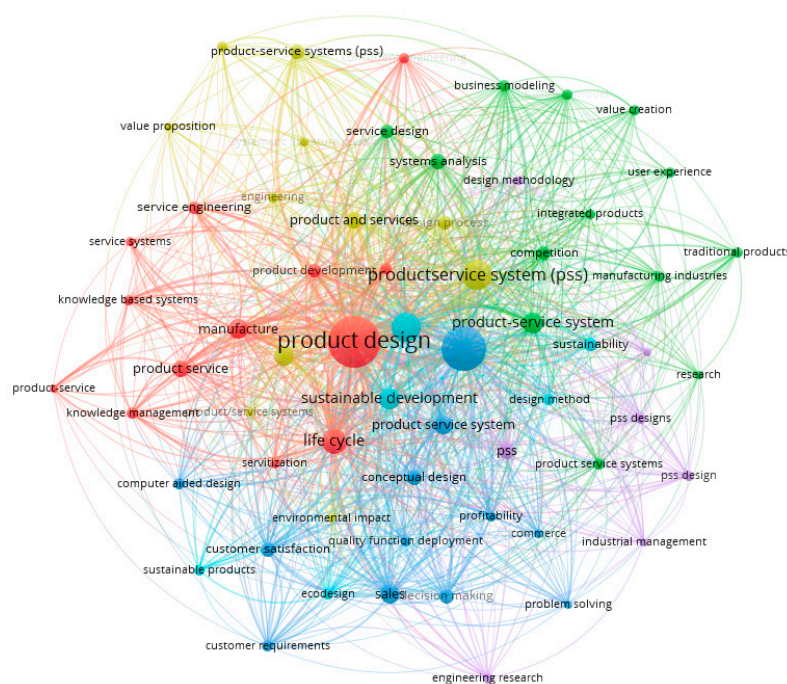 product-service systems (pss)
business modeling
value creation
value proposition
service design
systems analysis
design methodology
user experience
engineering
service engineering
product and services
design process
integrated products
service systems
competition
traditional products
product development
productservice system (pss)
manufacturing industries
knowledge based systems
manufacture
product design
product-service system
sustainability
product service
research
product-service
sustainable development
design method
knowledge management
product/service systems
product service system
pss designs
life cycle
pss
servitization
product service systems
pss design
computer aided design
conceptual design
environmental impact
profitability
commerce
customer satisfaction
quality function deployment
industrial management
sustainable products
ecodesign
sales
decision making
problem solving
customer requirements
engineering research